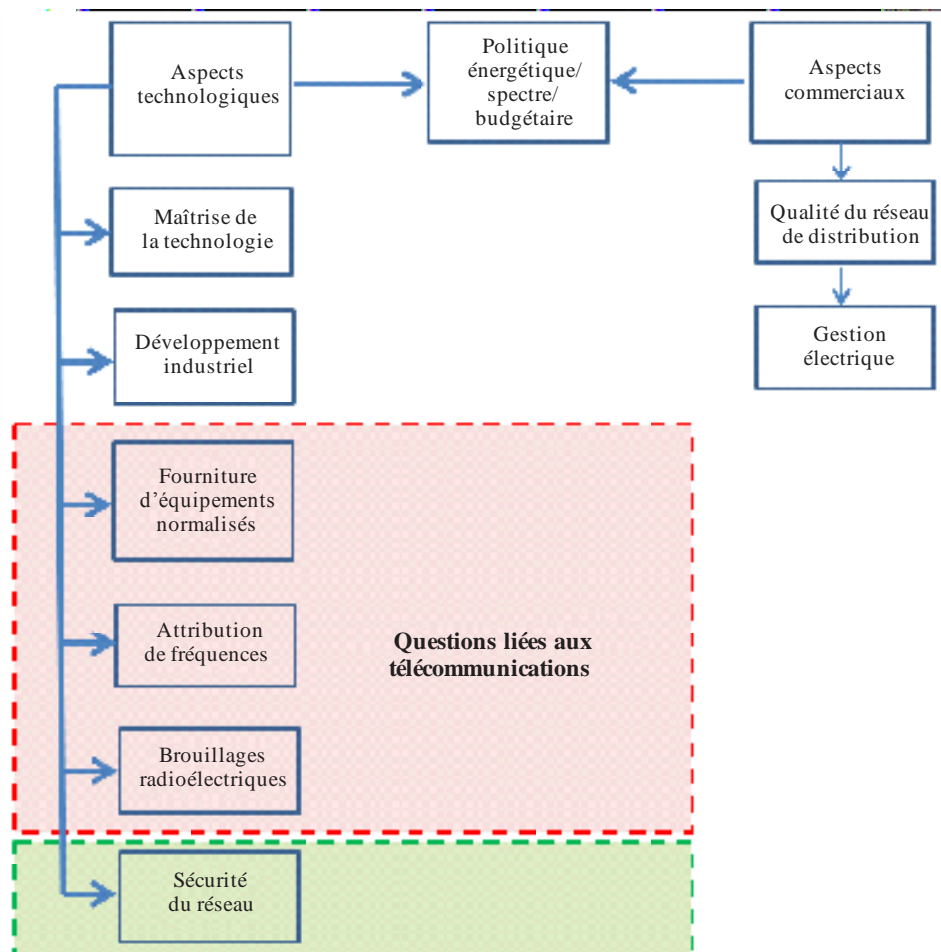 Aspects
technologiques
Politique
énergétique/
spectre/
budgétaire
Aspects
commerciaux
Maîtrise de
la technologie
Qualité du réseau
de distribution
Développement
industriel
Gestion
électrique
Fourniture
d'équipements
normalisés
Attribution
de fréquences
Questions liées aux
télécommunications
Brouillages
radioélectriques
Sécurité
du réseau